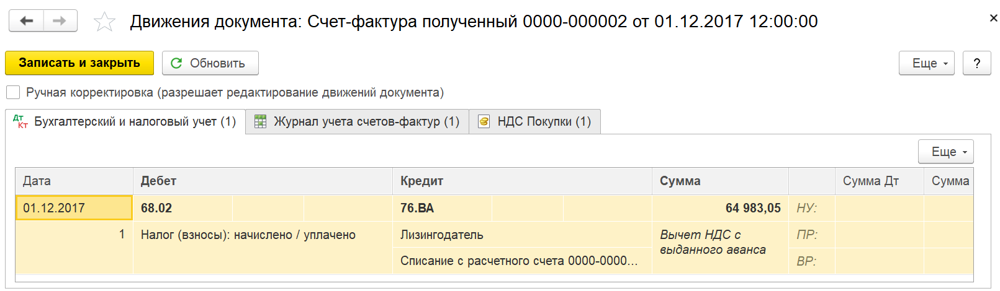 Движения документа: Счет-фактура полученный 0000-000002 от 01.12.2017 12:00:00
Записать и закрыть Обновить Еще ?
Ручная корректировка (разрешает редактирование движений документа)
Дт Кт Бухгалтерский и налоговый учет (1) Журнал учета счетов-фактур (1) НДС Покупки (1)
Еще
Дата Дебет Кредит Сумма Сумма Дт Сумма
01.12.2017 68.02 76.ВА 64 983,05 НУ:
1 Налог (взносы): начислено / уплачено Лизингодатель Вычет НДС с ПР:
выданного аванса
Списание с расчетного счета 0000-0000... ВР: